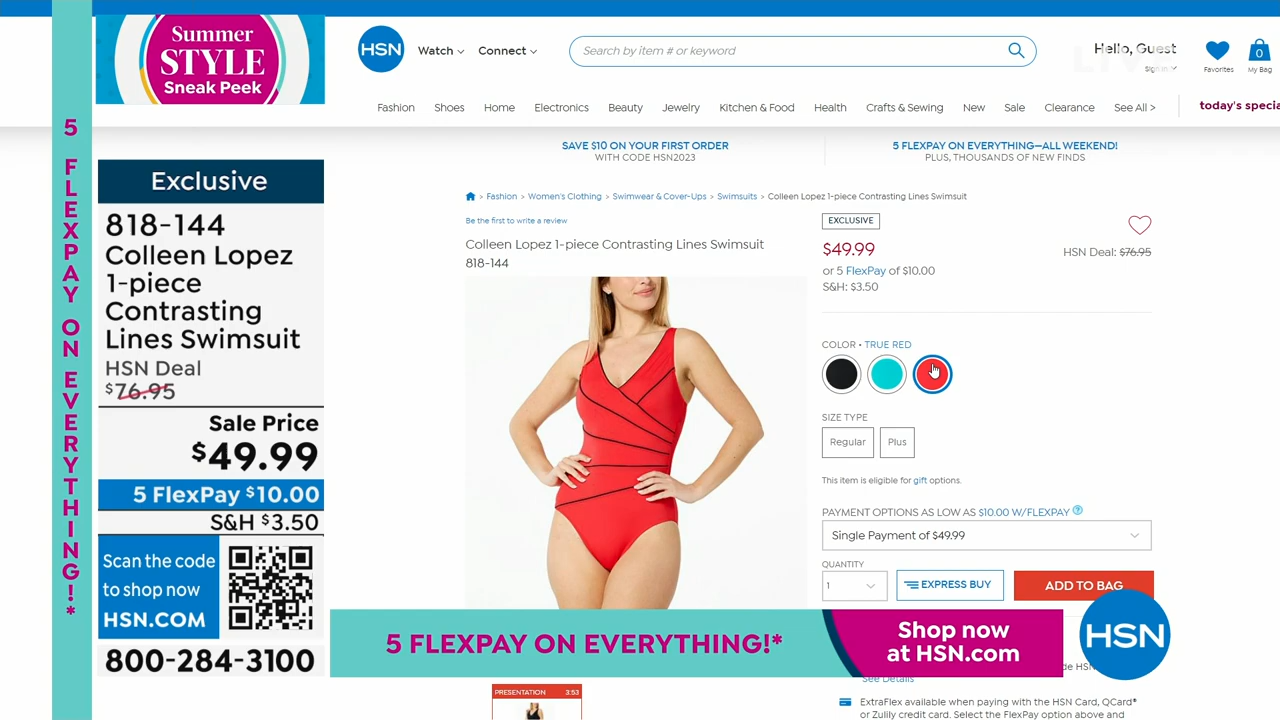 Summer
STYLE
Sneak Peek
5 FLEXPAY ON EVERYTHING!*
Exclusive
818-144
Colleen Lopez
1-piece
Contrasting
Lines Swimsuit
HSN Deal
$76.95
Sale Price
$49.99
5 FlexPay $10.00
S&H $3.50
Scan the code
to shop now
HSN.COM
800-284-3100
HSN
Watch
Connect
Search by item # or keyword
LIVE
Hello, Guest
Sign In
Favorites
0
My Bag
Fashion Shoes Home Electronics Beauty Jewelry Kitchen & Food Health Crafts & Sewing New Sale Clearance See All > today's specia
SAVE $10 ON YOUR FIRST ORDER
WITH CODE HSN2023
5 FLEXPAY ON EVERYTHING—ALL WEEKEND!
PLUS, THOUSANDS OF NEW FINDS
> Fashion > Women's Clothing > Swimwear & Cover-Ups > Swimsuits > Colleen Lopez 1-piece Contrasting Lines Swimsuit
Be the first to write a review
Colleen Lopez 1-piece Contrasting Lines Swimsuit
818-144
EXCLUSIVE
$49.99
HSN Deal: $76.95
or 5 FlexPay of $10.00
S&H: $3.50
COLOR • TRUE RED
SIZE TYPE
Regular
Plus
This item is eligible for gift options.
PAYMENT OPTIONS AS LOW AS $10.00 W/FLEXPAY ?
Single Payment of $49.99
QUANTITY
1
EXPRESS BUY
ADD TO BAG
5 FLEXPAY ON EVERYTHING!*
Shop now
at HSN.com
HSN
See Details
PRESENTATION 3:53
ExtraFlex available when paying with the HSN Card, QCard®
or Zulily credit card. Select the FlexPay option above and